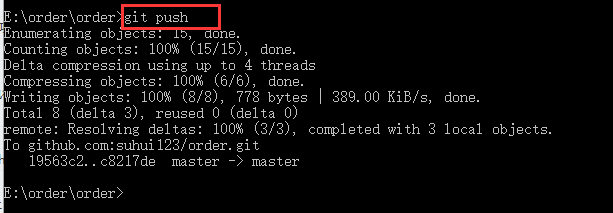 E:\order\order>git push
Enumerating objects: 15, done.
Counting objects: 100% (15/15), done.
Delta compression using up to 4 threads
Compressing objects: 100% (6/6), done.
Writing objects: 100% (8/8), 778 bytes | 389.00 KiB/s, done.
Total 8 (delta 3), reused 0 (delta 0)
remote: Resolving deltas: 100% (3/3), completed with 3 local objects.
To github.com:suhui123/order.git
   19563c2..c8217de  master -> master
E:\order\order>